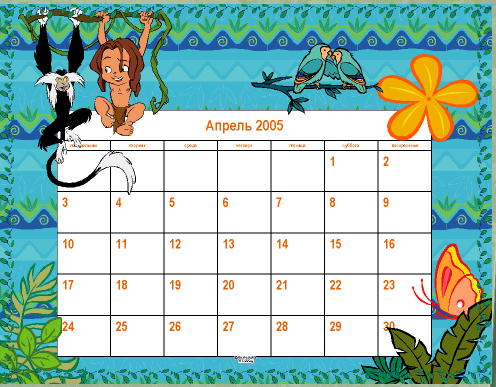 Апрель 2005
понедельник вторник среда четверг пятница суббота воскресенье
1 2
3 4 5 6 7 8 9
10 11 12 13 14 15 16
17 18 19 20 21 22 23
24 25 26 27 28 29 30